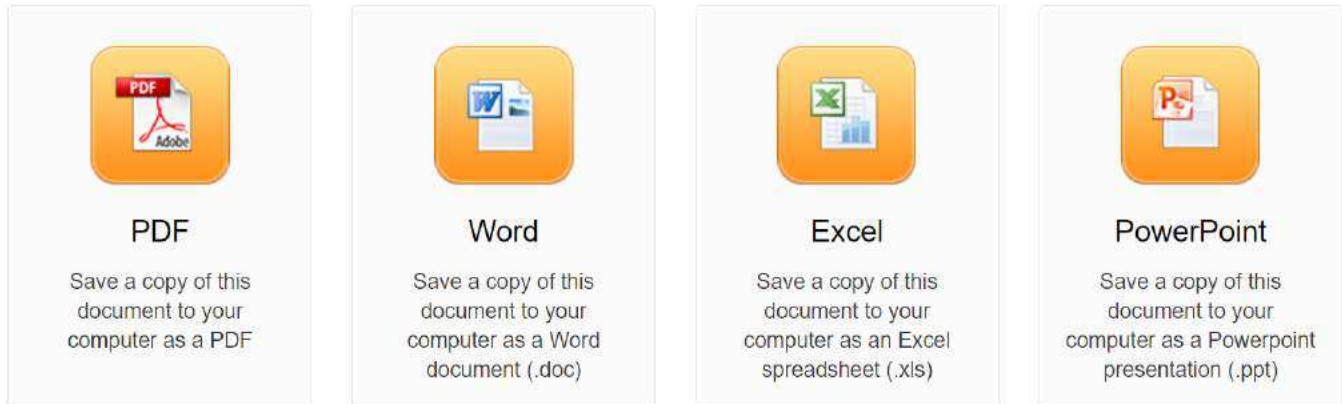 PDF
Adobe
PDF
Save a copy of this
document to your
computer as a PDF
W
Word
Save a copy of this
document to your
computer as a Word
document (.doc)
X
Excel
Save a copy of this
document to your
computer as an Excel
spreadsheet (.xls)
P
PowerPoint
Save a copy of this
document to your
computer as a Powerpoint
presentation (.ppt)